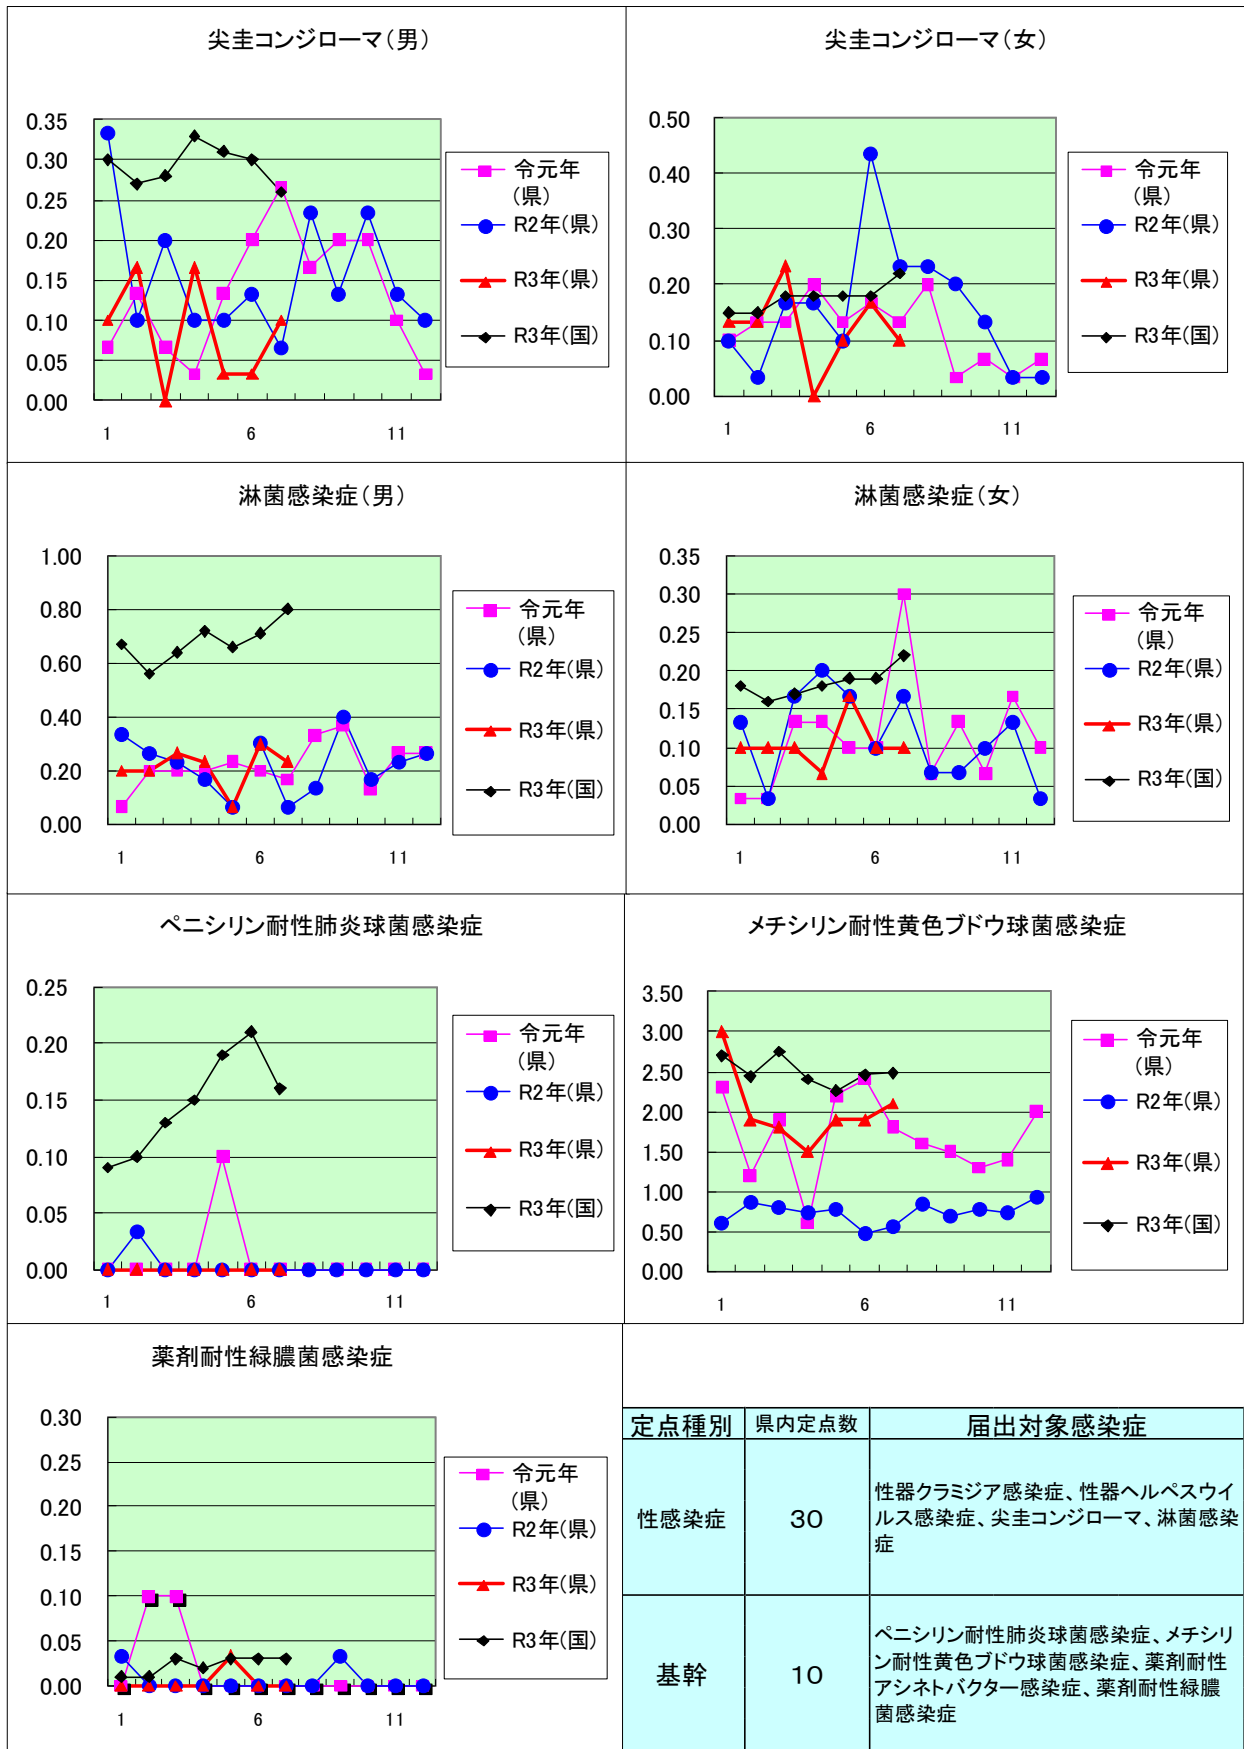 尖圭コンジローマ(男)
0.35
0.30
0.25
0.20
0.15
0.10
0.05
0.00
1
6
11
令元年
(県)
R2年(県)
R3年(県)
R3年(国)
尖圭コンジローマ(女)
0.50
0.40
0.30
0.20
0.10
0.00
1
6
11
令元年
(県)
R2年(県)
R3年(県)
R3年(国)
淋菌感染症(男)
1.00
0.80
0.60
0.40
0.20
0.00
1
6
11
令元年
(県)
R2年(県)
R3年(県)
R3年(国)
淋菌感染症(女)
0.35
0.30
0.25
0.20
0.15
0.10
0.05
0.00
1
6
11
令元年
(県)
R2年(県)
R3年(県)
R3年(国)
ペニシリン耐性肺炎球菌感染症
0.25
0.20
0.15
0.10
0.05
0.00
1
6
11
令元年
(県)
R2年(県)
R3年(県)
R3年(国)
メチシリン耐性黄色ブドウ球菌感染症
3.50
3.00
2.50
2.00
1.50
1.00
0.50
0.00
1
6
11
令元年
(県)
R2年(県)
R3年(県)
R3年(国)
薬剤耐性緑膿菌感染症
0.30
0.25
0.20
0.15
0.10
0.05
0.00
1
6
11
令元年
(県)
R2年(県)
R3年(県)
R3年(国)
定点種別 県内定点数 届出対象感染症
性感染症 30 性器クラミジア感染症、性器ヘルペスウイ
ルス感染症、尖圭コンジローマ、淋菌感染
症
基幹 10 ペニシリン耐性肺炎球菌感染症、メチシリ
ン耐性黄色ブドウ球菌感染症、薬剤耐性
アシネトバクター感染症、薬剤耐性緑膿
菌感染症